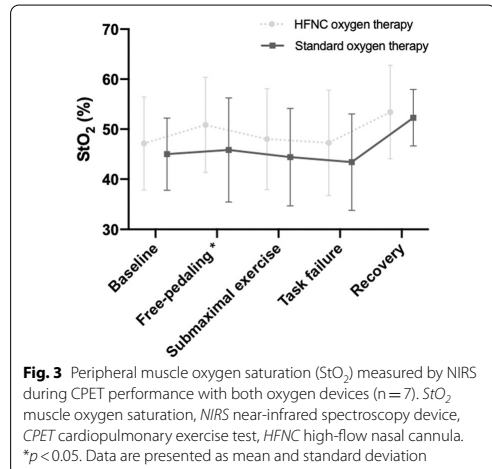 HFNC oxygen therapy
Standard oxygen therapy
70
60
50
40
30
StO₂ (%)
Baseline
Free-pedaling *
Submaximal exercise
Task failure
Recovery
Fig. 3 Peripheral muscle oxygen saturation (StO₂) measured by NIRS
during CPET performance with both oxygen devices (n = 7). StO₂
muscle oxygen saturation, NIRS near-infrared spectroscopy device,
CPET cardiopulmonary exercise test, HFNC high-flow nasal cannula.
*p < 0.05. Data are presented as mean and standard deviation